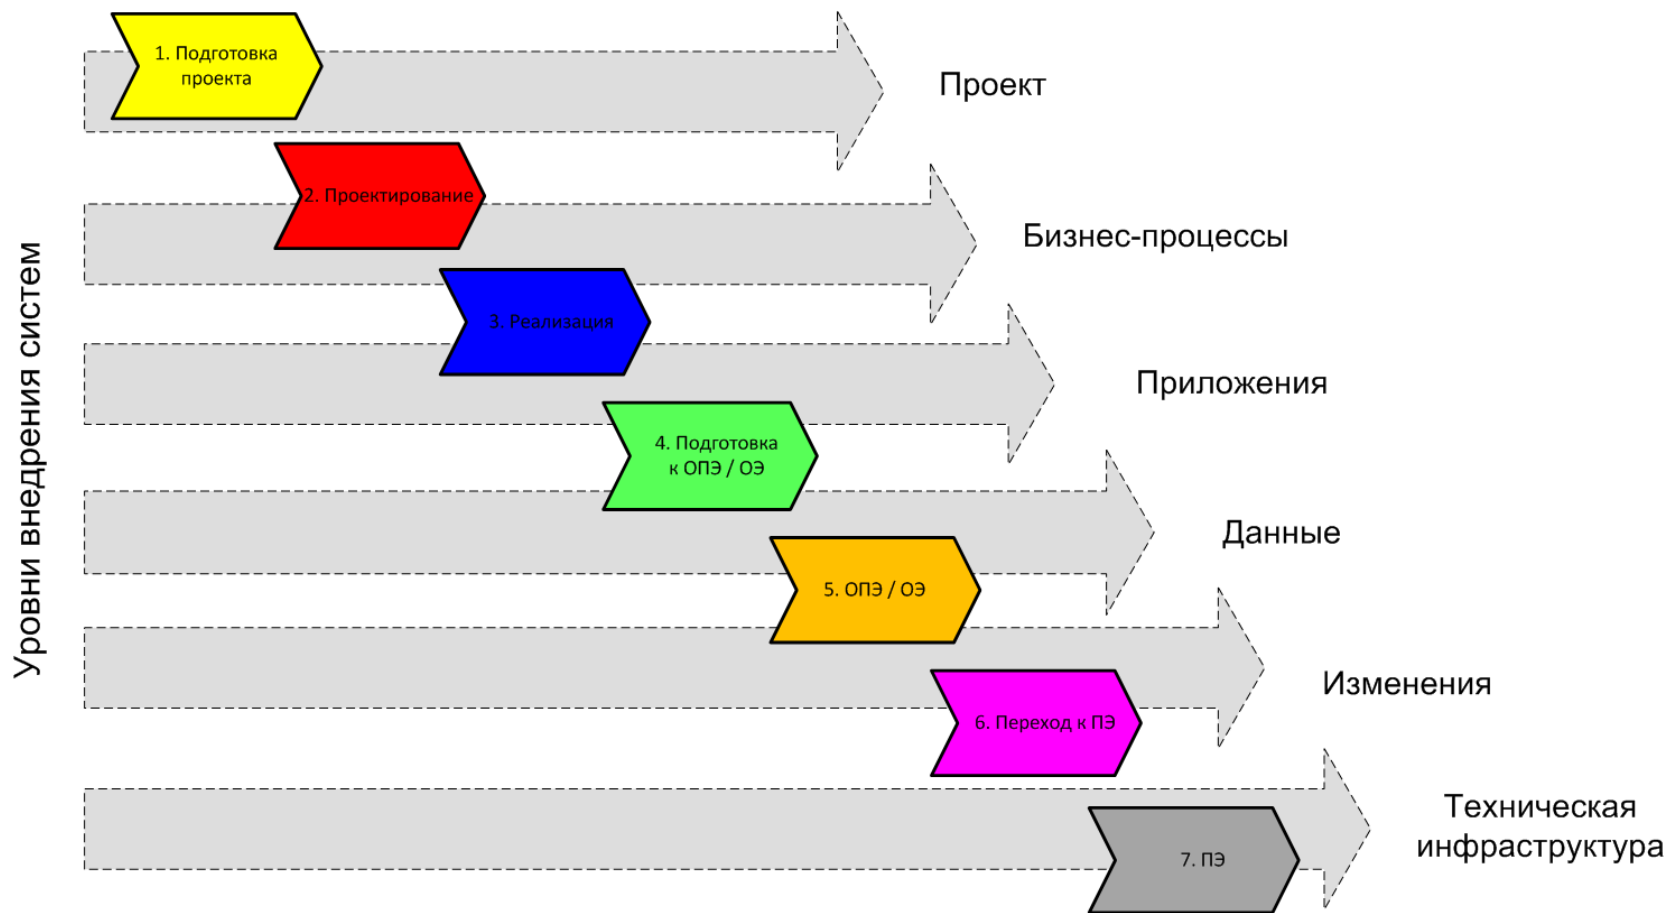 Уровни внедрения систем
1. Подготовка
проекта
Проект
2. Проектирование
Бизнес-процессы
3. Реализация
Приложения
4. Подготовка
к ОПЭ / ОЭ
Данные
5. ОПЭ / ОЭ
Изменения
6. Переход к ПЭ
Техническая
инфраструктура
7. ПЭ